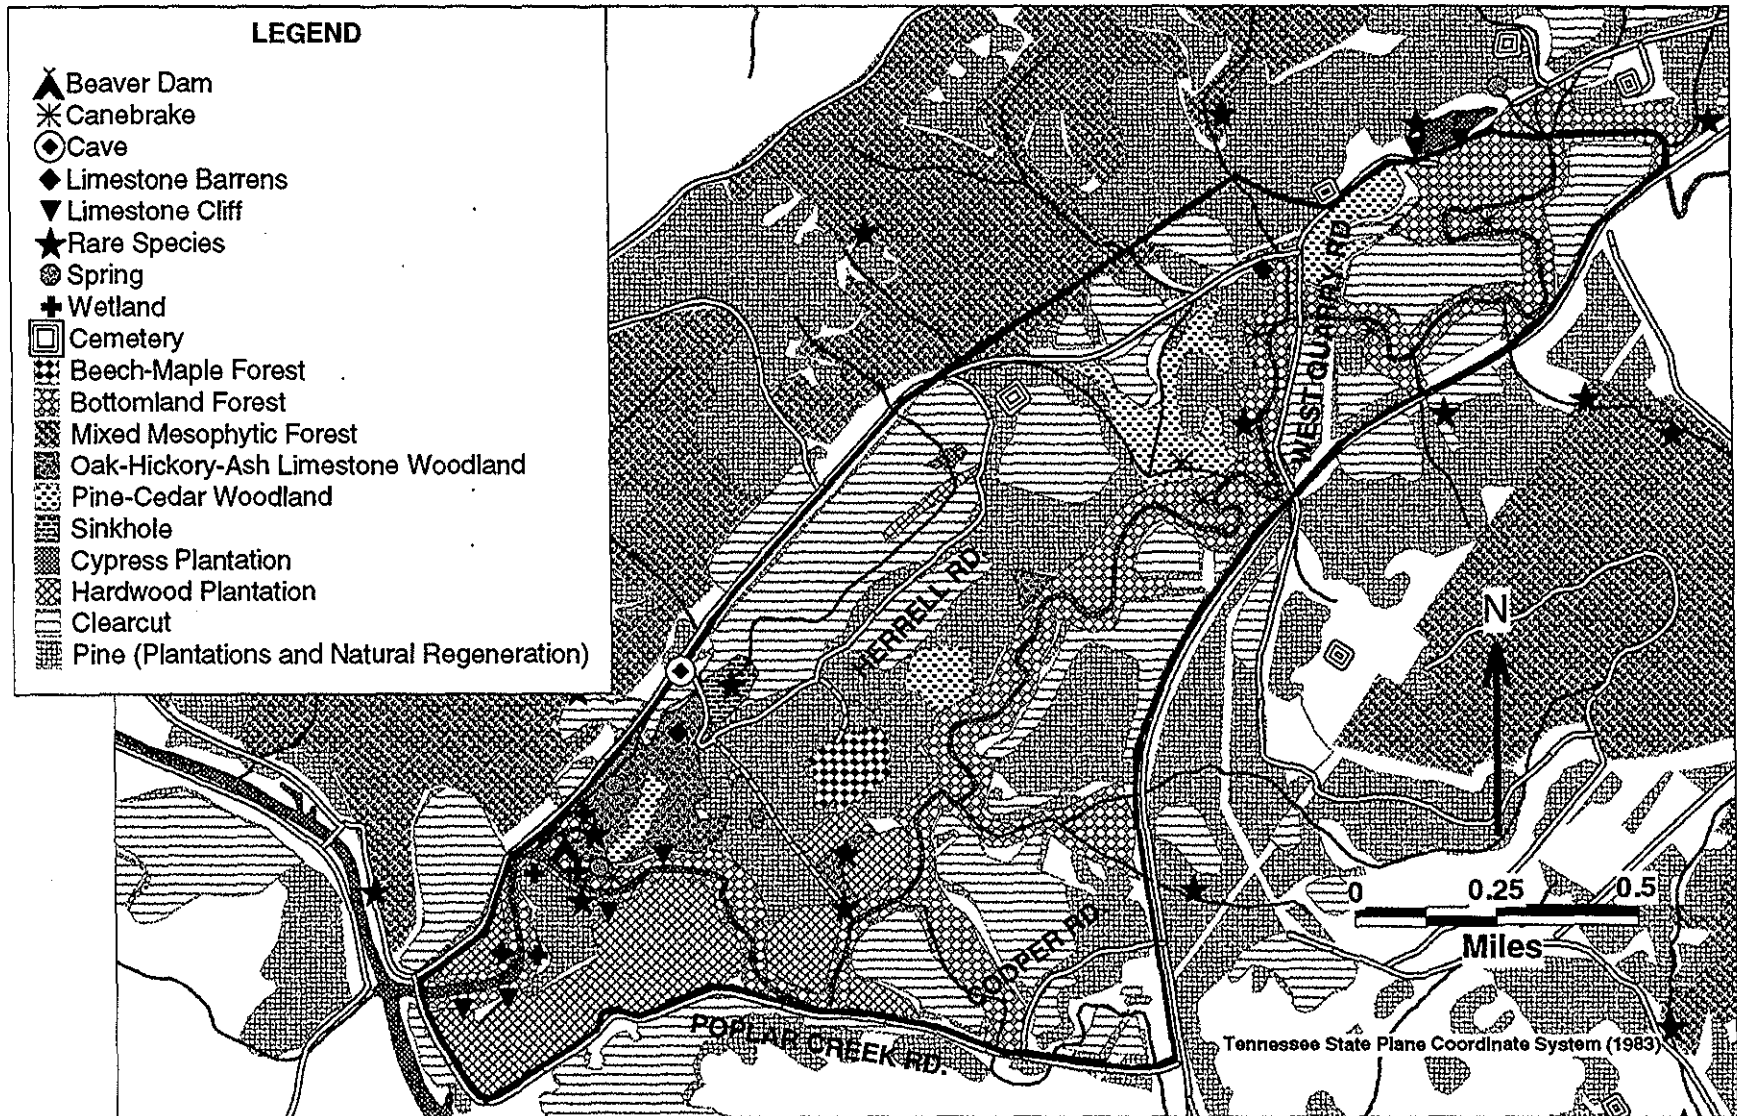 LEGEND
Beaver Dam
Canebrake
Cave
Limestone Barrens
Limestone Cliff
Rare Species
Spring
Wetland
Cemetery
Beech-Maple Forest
Bottomland Forest
Mixed Mesophytic Forest
Oak-Hickory-Ash Limestone Woodland
Pine-Cedar Woodland
Sinkhole
Cypress Plantation
Hardwood Plantation
Clearcut
Pine (Plantations and Natural Regeneration)
WEST QUARRY RD
HERRELL RD.
COOPER RD.
POPLAR CREEK RD.
N
0 0.25 0.5
Miles
Tennessee State Plane Coordinate System (1983)